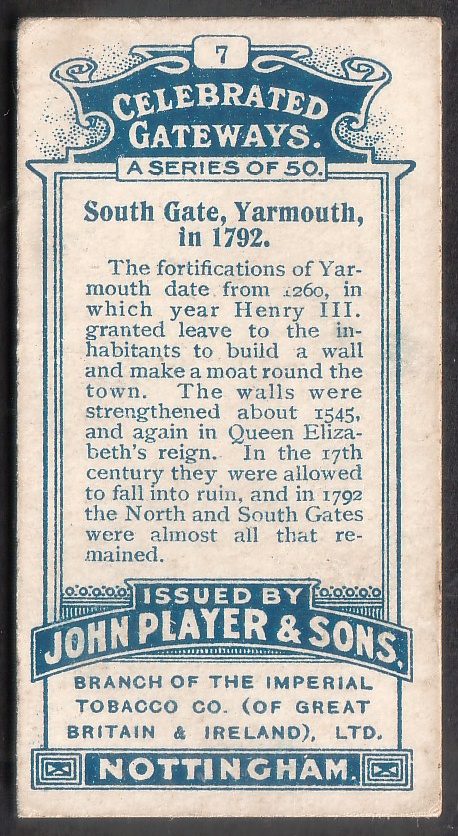 7
CELEBRATED
GATEWAYS.
A SERIES OF 50.
South Gate, Yarmouth,
in 1792.
The fortifications of Yar-
mouth date from 1260, in
which year Henry III.
granted leave to the in-
habitants to build a wall
and make a moat round the
town. The walls were
strengthened about 1545,
and again in Queen Eliza-
beth's reign. In the 17th
century they were allowed
to fall into ruin, and in 1792
the North and South Gates
were almost all that re-
mained.
ISSUED BY
JOHN PLAYER & SONS.
BRANCH OF THE IMPERIAL
TOBACCO CO. (OF GREAT
BRITAIN & IRELAND), LTD.
NOTTINGHAM.